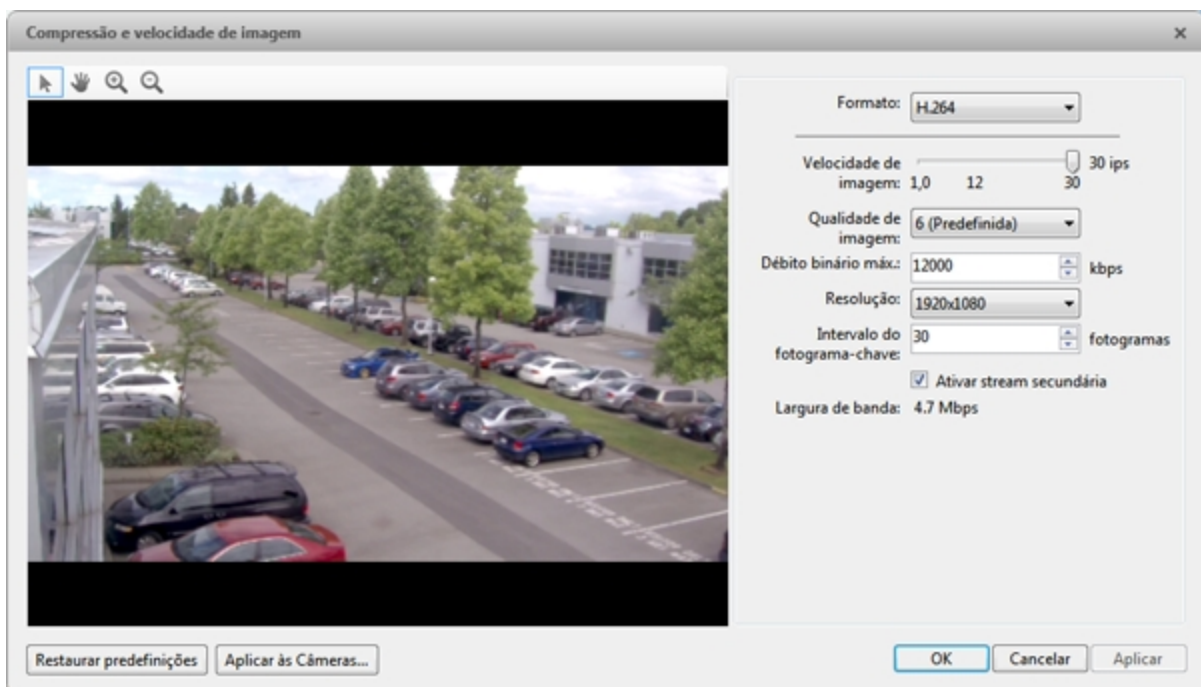 Compressão e velocidade de imagem
Formato: H.264
Velocidade de imagem: 30 ips
1,0 12 30
Qualidade de imagem: 6 (Predefinida)
Débito binário máx.: 12000 kbps
Resolução: 1920x1080
Intervalo do fotograma-chave: 30 fotogramas
Ativar stream secundária
Largura de banda: 4.7 Mbps
Restaurar predefinições Aplicar às Câmeras... OK Cancelar Aplicar